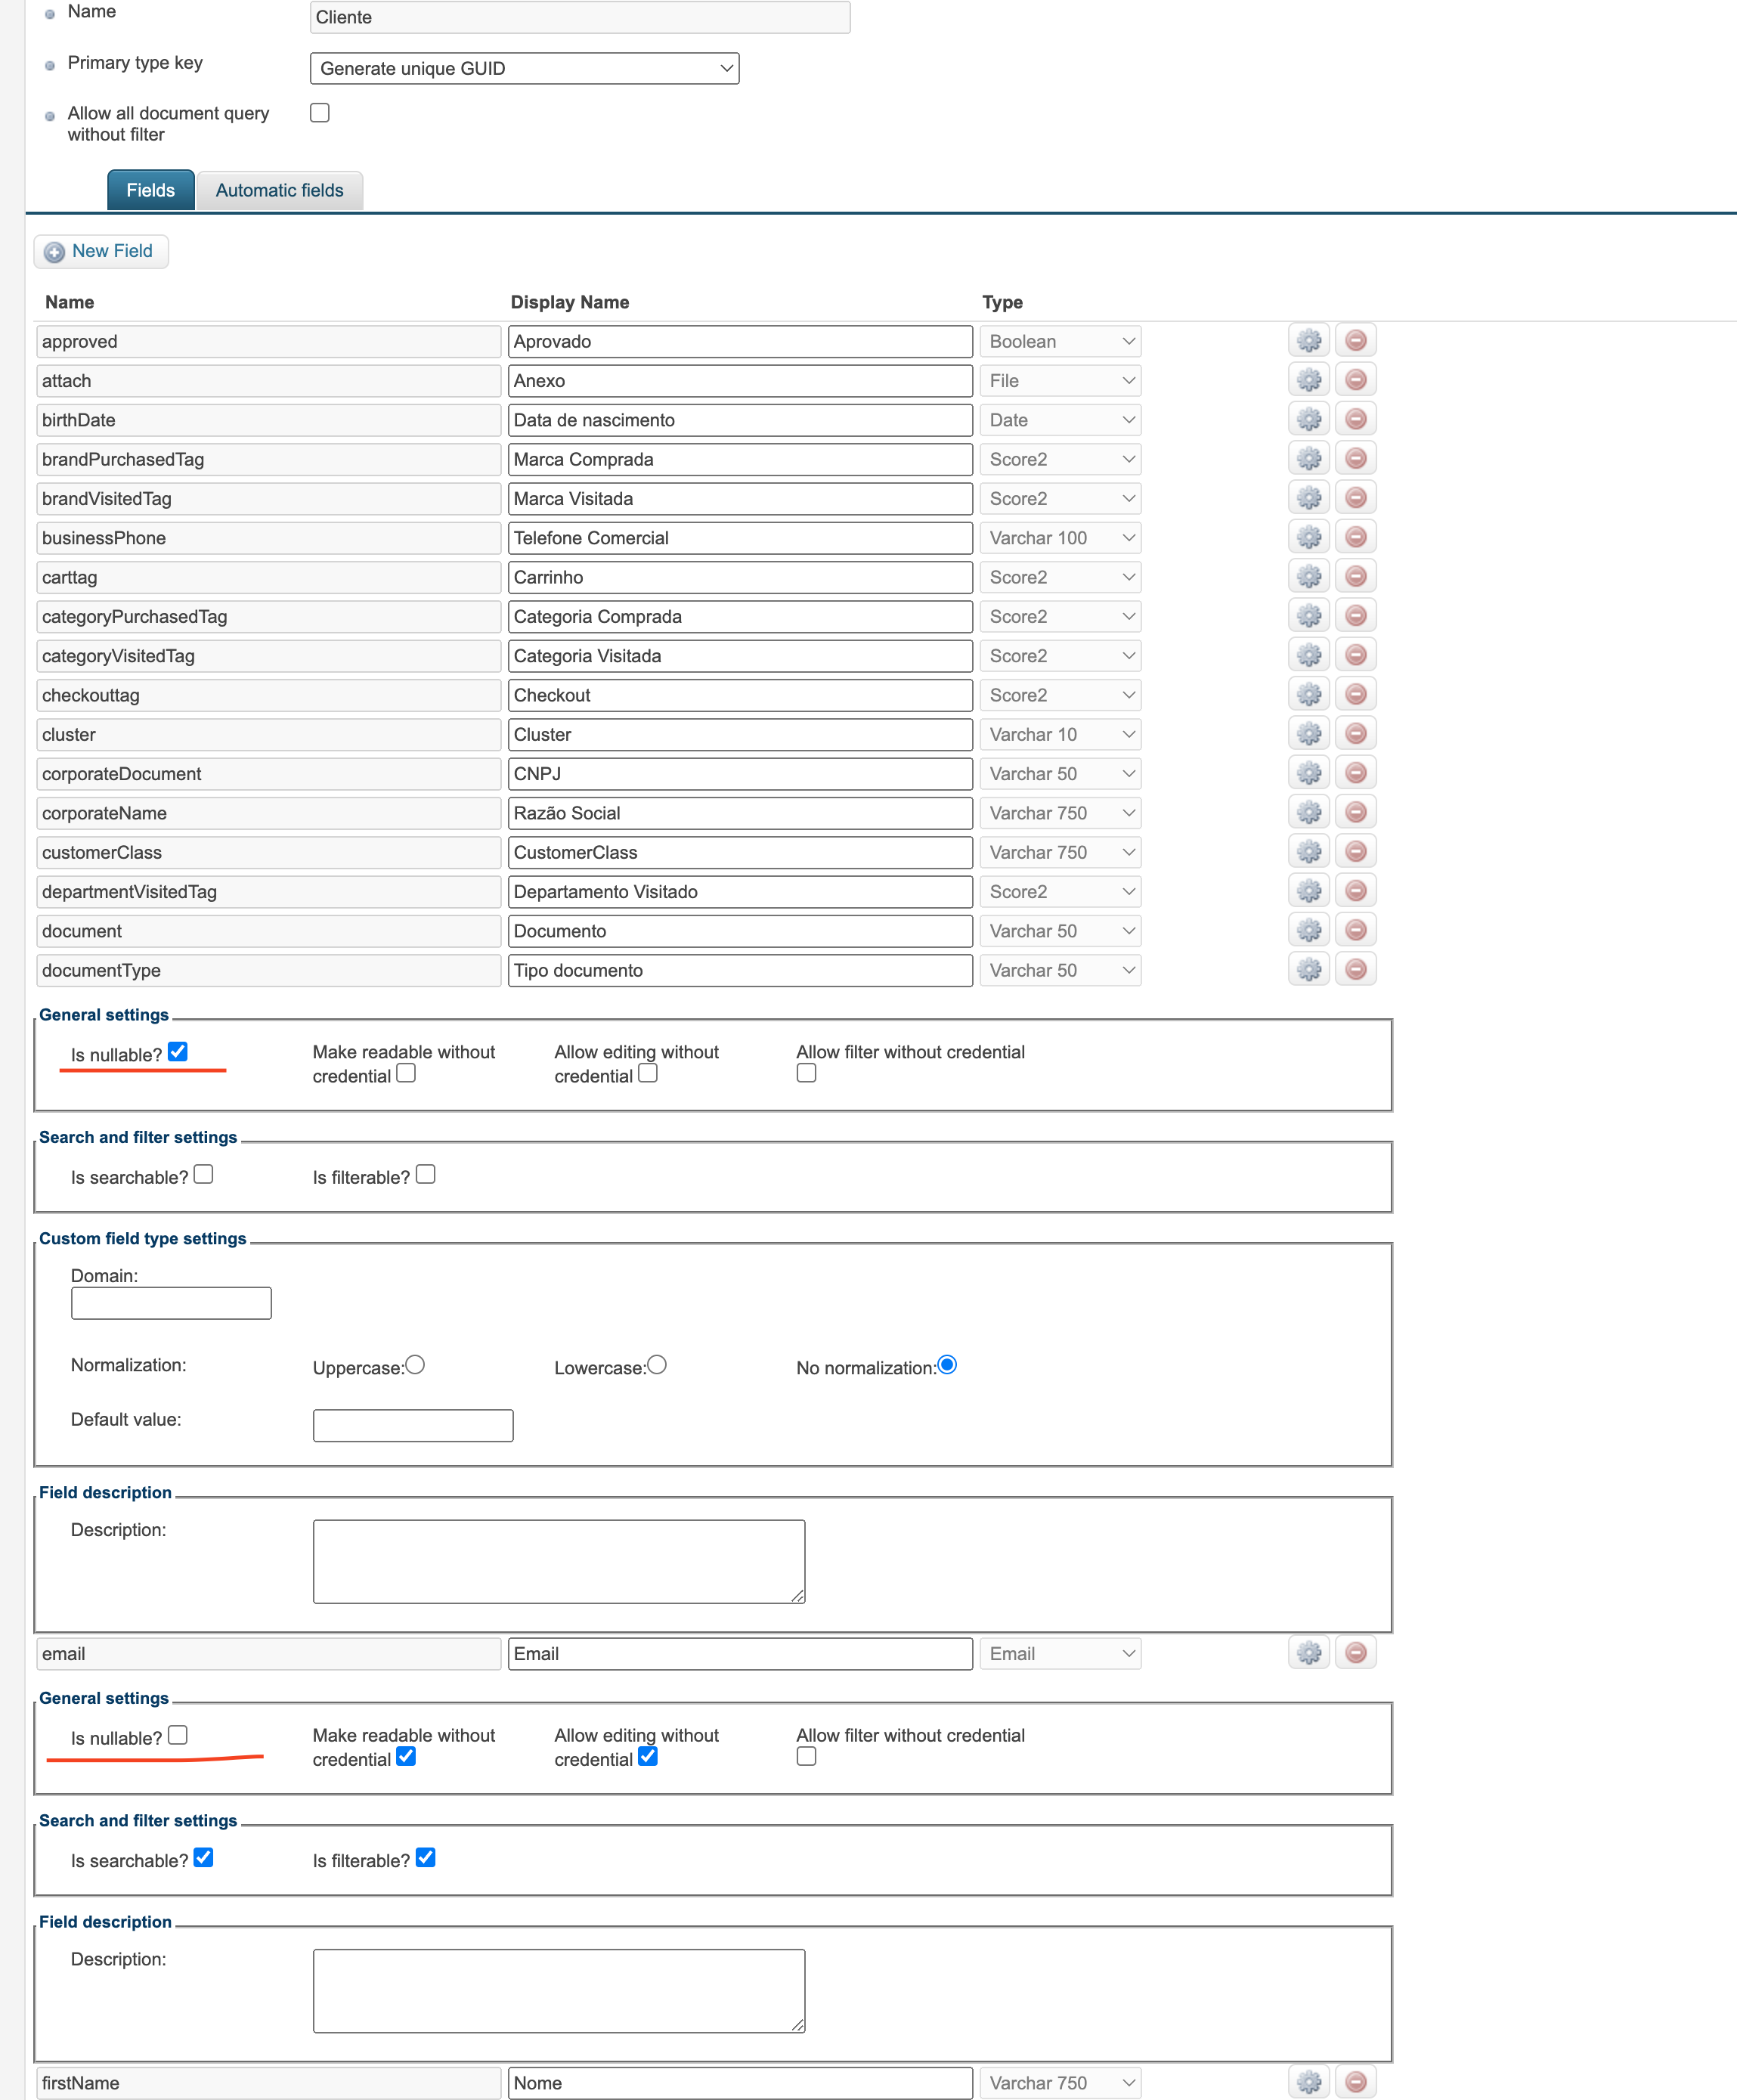 Name
Cliente
Primary type key
Generate unique GUID
Allow all document query
without filter
Fields Automatic fields
New Field
Name Display Name Type
approved Aprovado Boolean
attach Anexo File
birthDate Data de nascimento Date
brandPurchasedTag Marca Comprada Score2
brandVisitedTag Marca Visitada Score2
businessPhone Telefone Comercial Varchar 100
carttag Carrinho Score2
categoryPurchasedTag Categoria Comprada Score2
categoryVisitedTag Categoria Visitada Score2
checkouttag Checkout Score2
cluster Cluster Varchar 10
corporateDocument CNPJ Varchar 50
corporateName Razão Social Varchar 750
customerClass CustomerClass Varchar 750
departmentVisitedTag Departamento Visitado Score2
document Documento Varchar 50
documentType Tipo documento Varchar 50
General settings
Is nullable? Make readable without Allow editing without Allow filter without credential
credential credential
Search and filter settings
Is searchable? Is filterable?
Custom field type settings
Domain:
Normalization: Uppercase: Lowercase: No normalization:
Default value:
Field description
Description:
email Email Email
General settings
Is nullable? Make readable without Allow editing without Allow filter without credential
credential credential
Search and filter settings
Is searchable? Is filterable?
Field description
Description:
firstName Nome Varchar 750